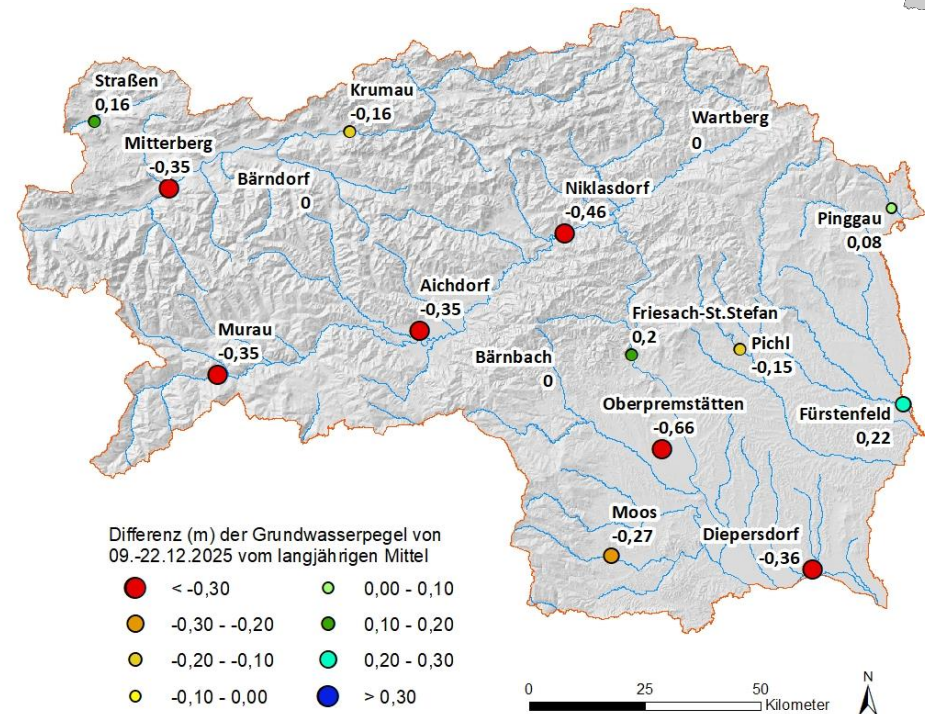 Straßen
0,16
Krumau
-0,16
Wartberg
0
Mitterberg
-0,35
Bärndorf
0
Niklasdorf
-0,46
Pinggau
0,08
Aichdorf
-0,35
Friesach-St.Stefan
0,2
Murau
-0,35
Pichl
-0,15
Bärnbach
0
Oberpremstätten
-0,66
Fürstenfeld
0,22
Moos
-0,27
Diepersdorf
-0,36
Differenz (m) der Grundwasserpegel von
09.-22.12.2025 vom langjährigen Mittel
< -0,30
-0,30 - -0,20
-0,20 - -0,10
-0,10 - 0,00
0,00 - 0,10
0,10 - 0,20
0,20 - 0,30
> 0,30
0 25 50
Kilometer
N